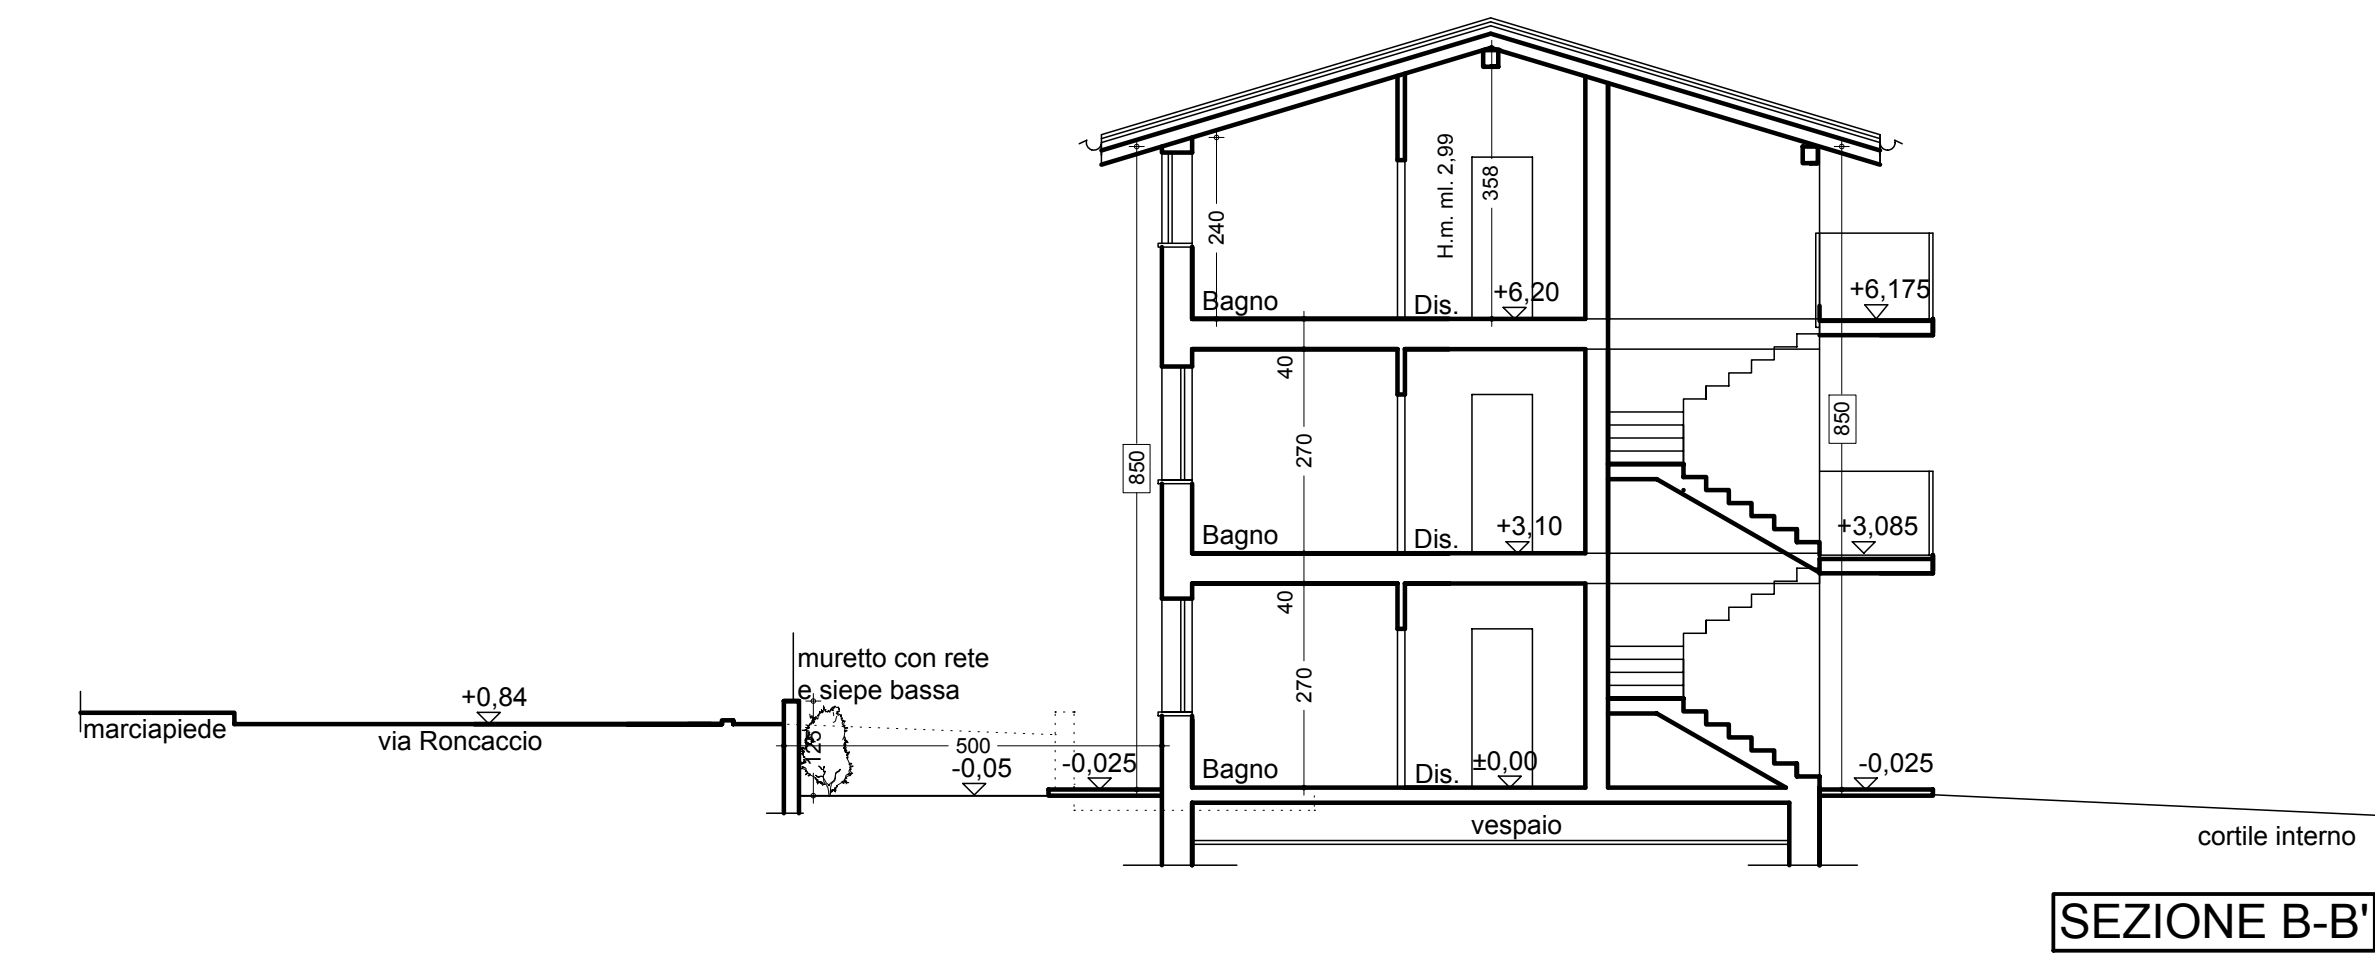 240
H.m. ml. 2,99
358
Bagno
Dis.
+6,20
+6,175
40
850
270
850
Bagno
Dis.
+3,10
+3,085
40
muretto con rete
e siepe bassa
270
+0,84
marciapiede
via Roncaccio
125
500
-0,05
-0,025
Bagno
Dis.
±0,00
-0,025
vespaio
cortile interno
SEZIONE B-B'